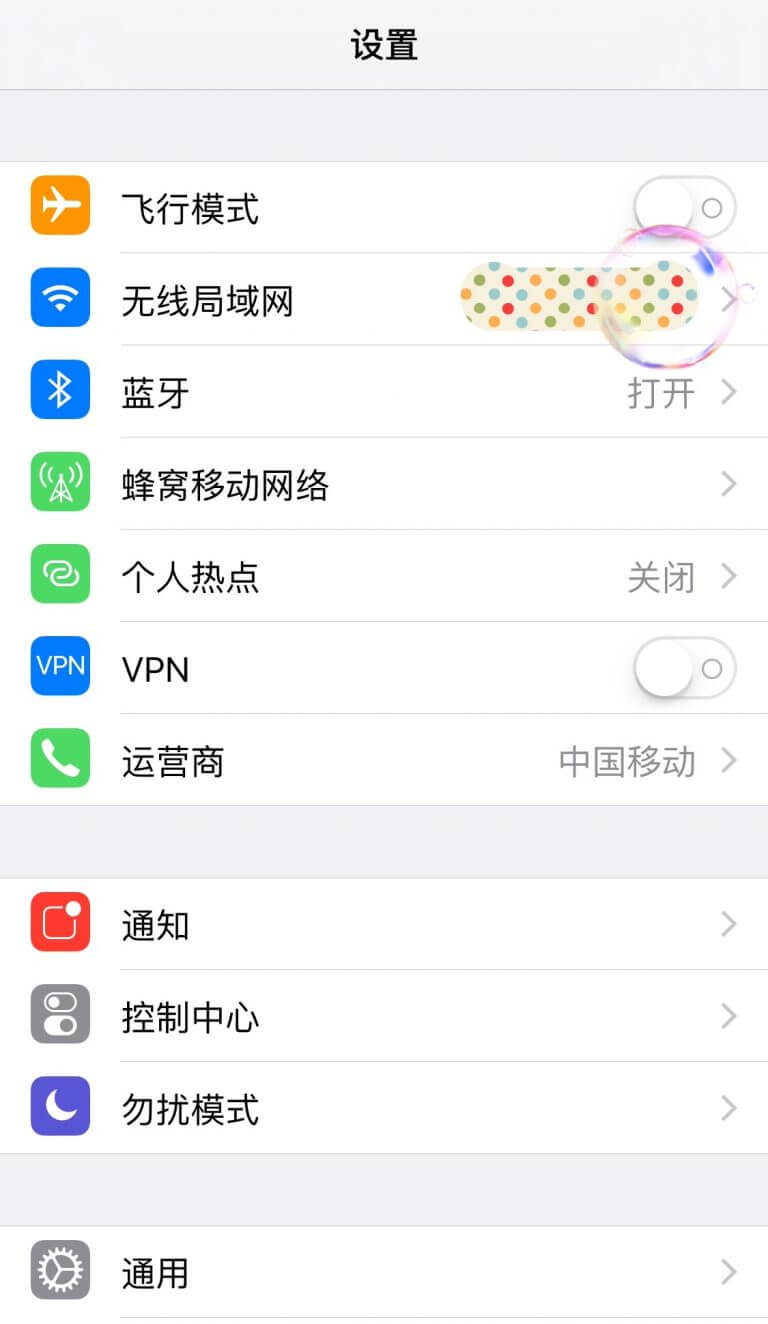 设置
飞行模式
无线局域网
蓝牙 打开
蜂窝移动网络
个人热点 关闭
VPN VPN
运营商 中国移动
通知
控制中心
勿扰模式
通用